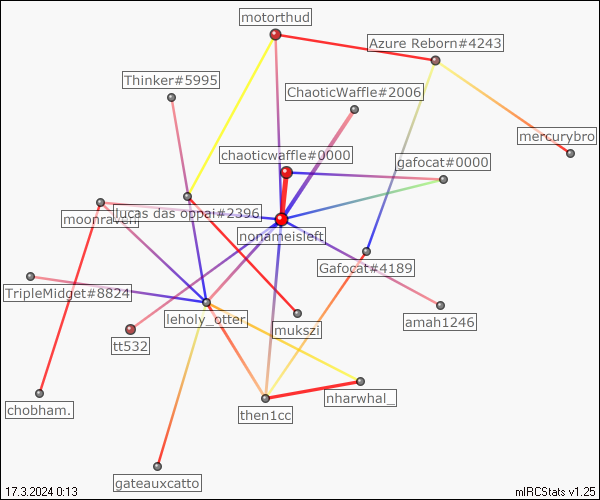 motorthud
Azure Reborn#4243
Thinker#5995
ChaoticWaffle#2006
mercurybro
chaoticwaffle#0000
gafocat#0000
moonraven
lucas das oppai#2396
nonameisleft
Gafocat#4189
TripleMidget#8824
leholy_otter
mukszi
amah1246
tt532
nharwhal_
chobham.
then1cc
gateauxcatto
17.3.2024 0:13
mIRCStats v1.25